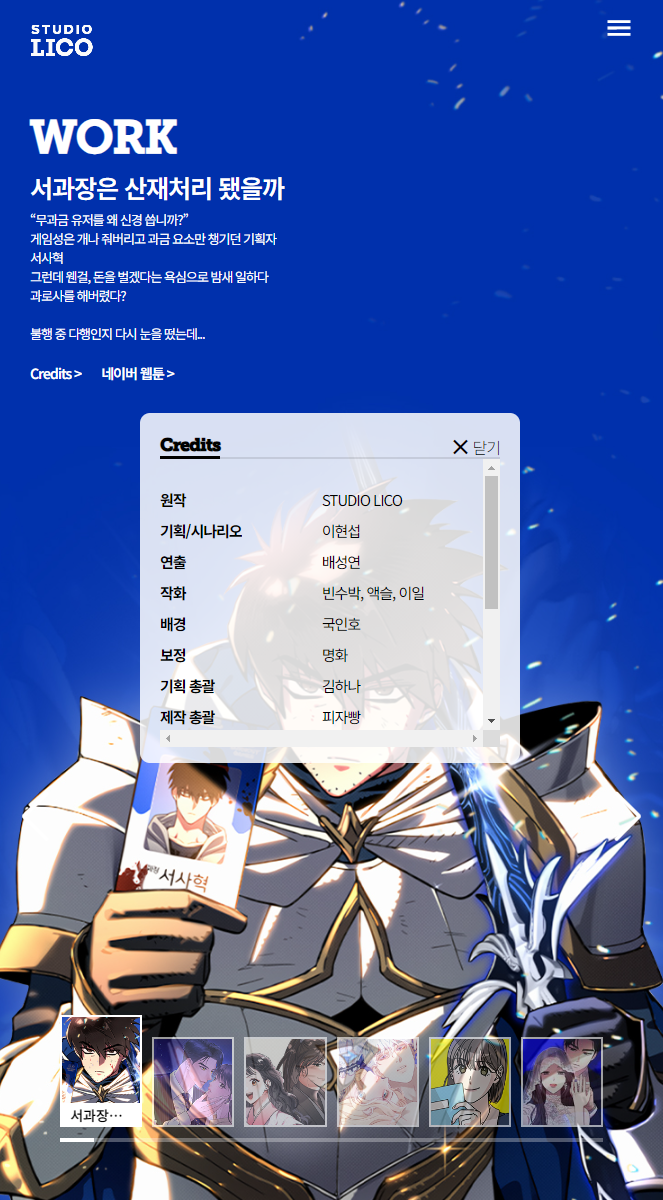 STUDIO
LICO
WORK
서과장은 산재처리 됐을까
“무과금 유저를 왜 신경 씁니까?”
게임성은 개나 줘버리고 과금 요소만 챙기던 기획자
서사혁
그런데 웬걸, 돈을 벌겠다는 욕심으로 밤새 일하다
과로사를 해버렸다?
불행 중 다행인지 다시 눈을 떴는데...
Credits > 네이버 웹툰 >
Credits 닫기
원작 STUDIO LICO
기획/시나리오 이현섭
연출 배성연
작화 빈수박, 액슬, 이일
배경 국인호
보정 명화
기획 총괄 김하나
제작 총괄 피자빵
서사혁
서과장…